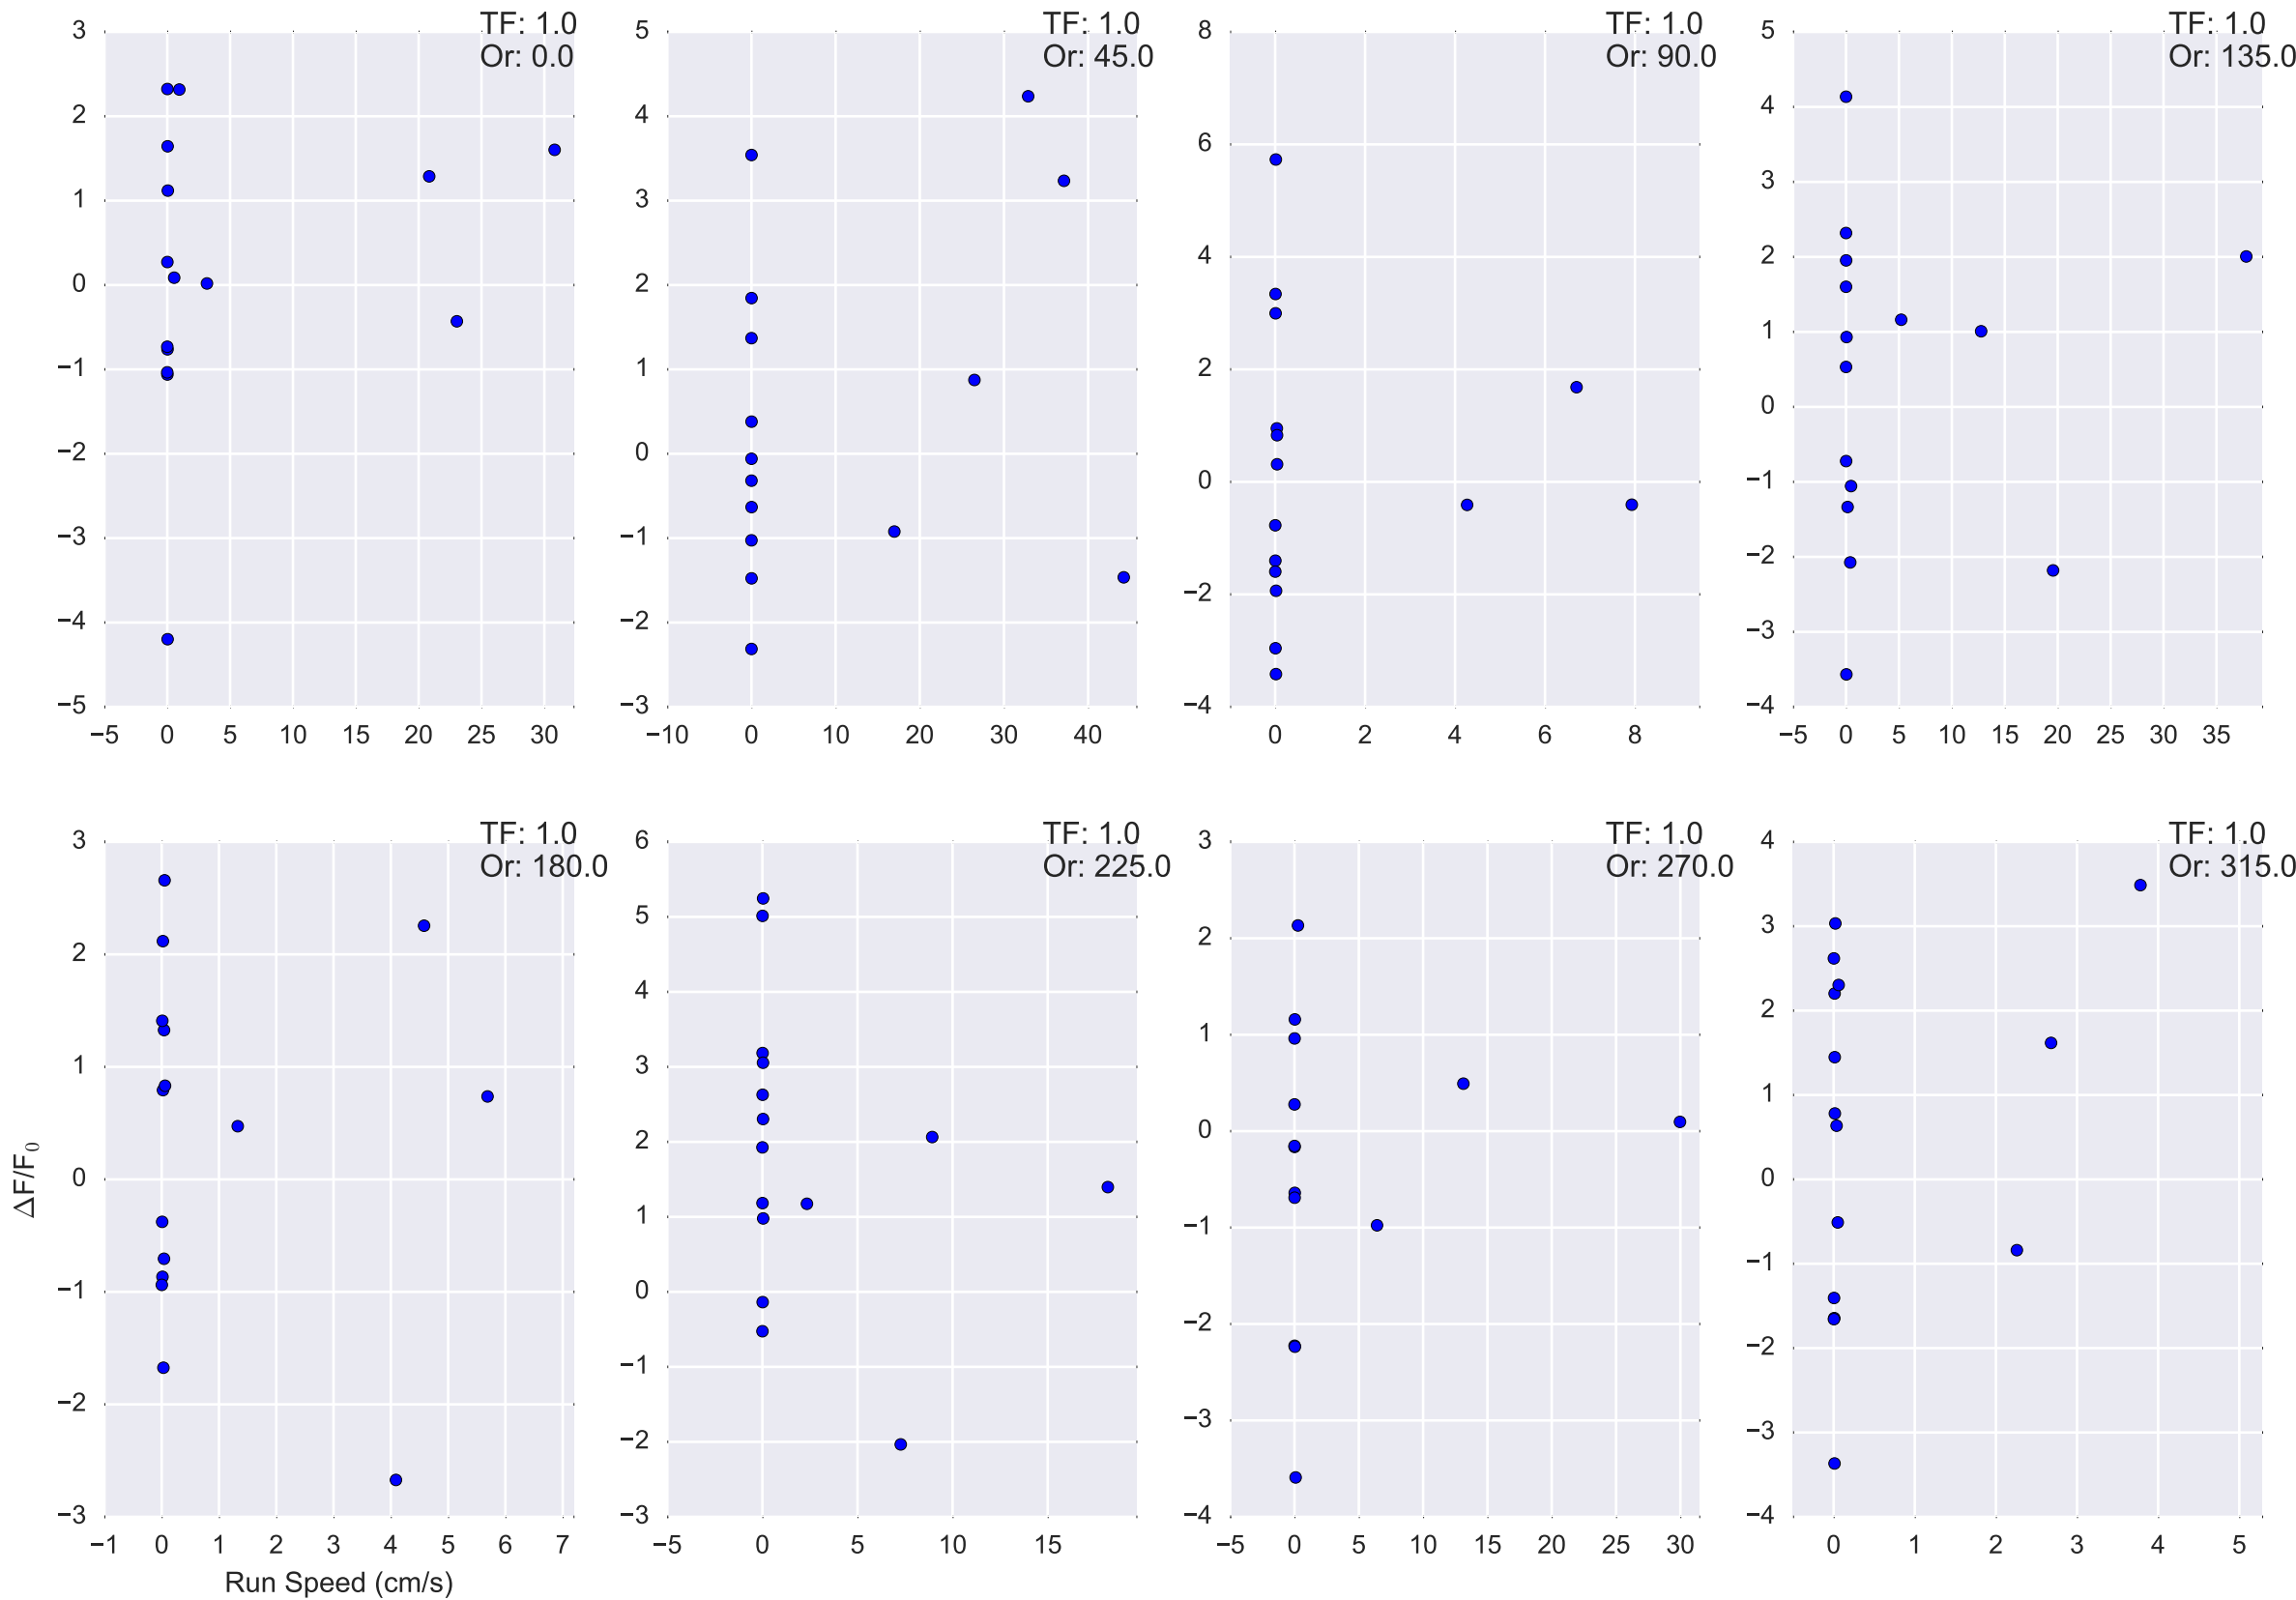 TF: 1.0
Or: 0.0
3
2
1
0
−1
−2
−3
−4
−5
−5 0 5 10 15 20 25 30
TF: 1.0
Or: 45.0
5
4
3
2
1
0
−1
−2
−3
−10 0 10 20 30 40
TF: 1.0
Or: 90.0
8
6
4
2
0
−2
−4
0 2 4 6 8
TF: 1.0
Or: 135.0
5
4
3
2
1
0
−1
−2
−3
−4
−5 0 5 10 15 20 25 30 35
TF: 1.0
Or: 180.0
3
2
1
0
−1
−2
−3
−1 0 1 2 3 4 5 6 7
ΔF/F₀
Run Speed (cm/s)
TF: 1.0
Or: 225.0
6
5
4
3
2
1
0
−1
−2
−3
−5 0 5 10 15
TF: 1.0
Or: 270.0
3
2
1
0
−1
−2
−3
−4
−5 0 5 10 15 20 25 30
TF: 1.0
Or: 315.0
4
3
2
1
0
−1
−2
−3
−4
0 1 2 3 4 5